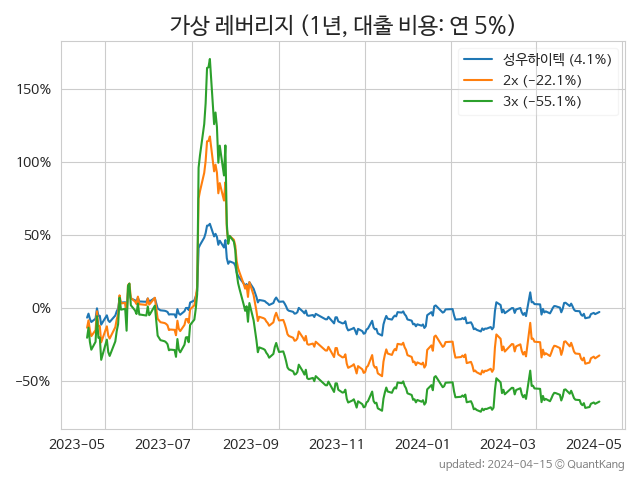 가상 레버리지 (1년, 대출 비용: 연 5%)
성우하이텍 (4.1%)
2x (−22.1%)
3x (−55.1%)
150%
100%
50%
0%
−50%
2023-05 2023-07 2023-09 2023-11 2024-01 2024-03 2024-05
updated: 2024-04-15 © QuantKang